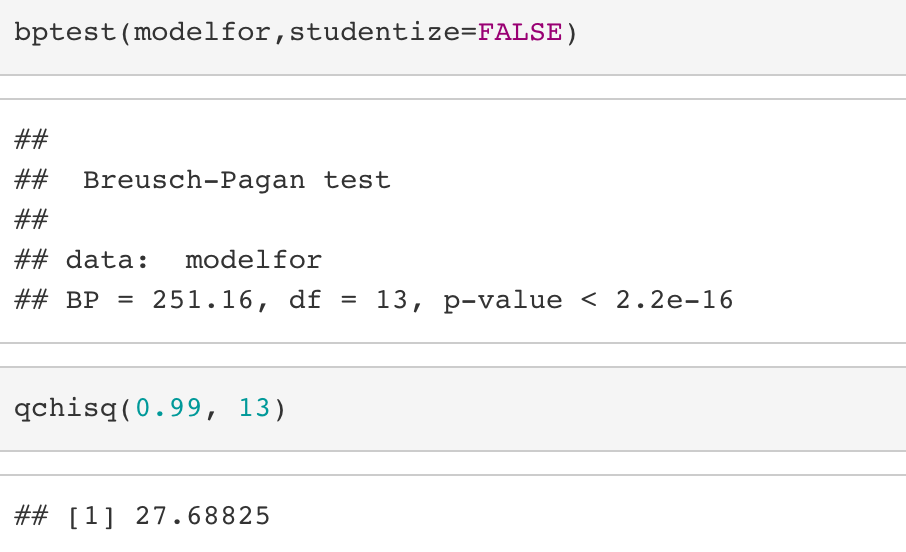 bptest(modelfor,studentize=FALSE)
##
##  Breusch-Pagan test
##
## data:  modelfor
## BP = 251.16, df = 13, p-value < 2.2e-16
qchisq(0.99, 13)
## [1] 27.68825